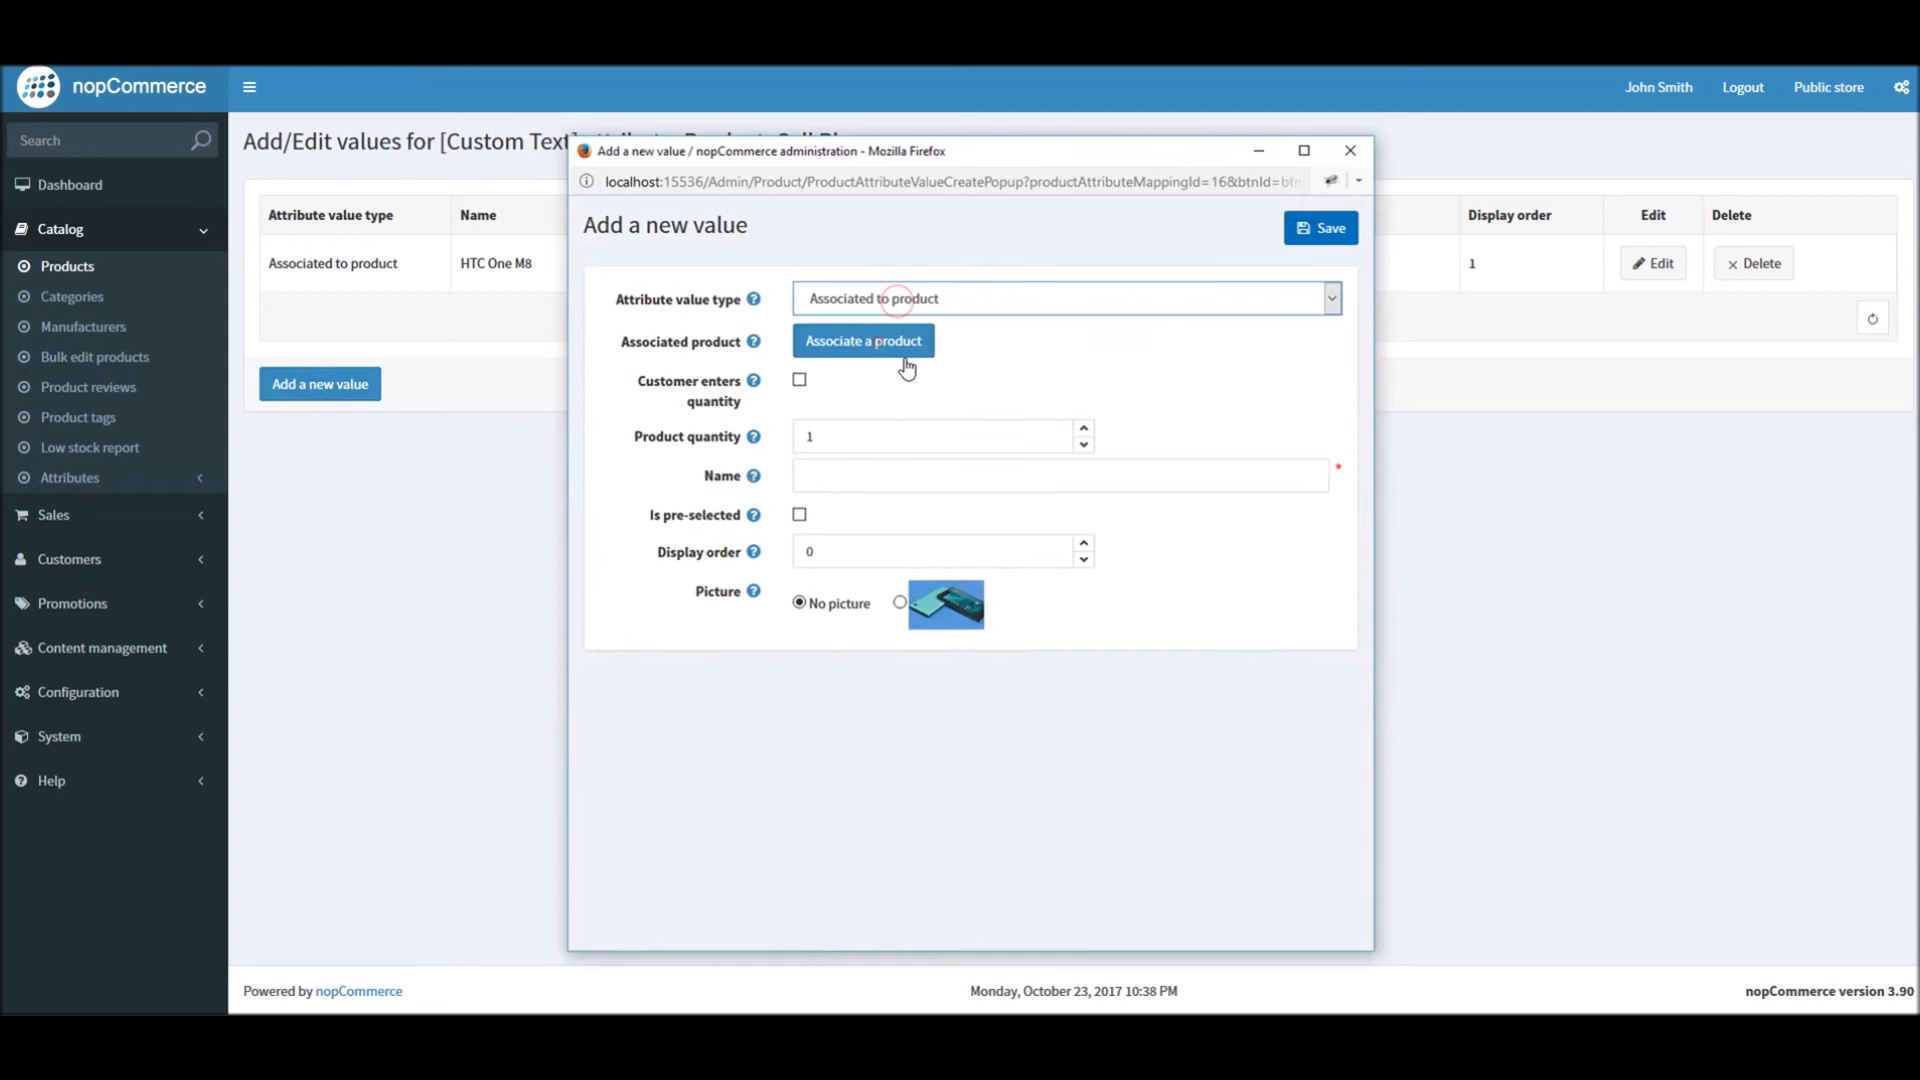 nopCommerce
John Smith
Logout
Public store
Search
Dashboard
Catalog
Products
Categories
Manufacturers
Bulk edit products
Product reviews
Product tags
Low stock report
Attributes
Sales
Customers
Promotions
Content management
Configuration
System
Help
Add/Edit values for [Custom Text]
Attribute value type
Name
Display order
Edit
Delete
Associated to product
HTC One M8
1
Edit
Delete
Add a new value
Add a new value / nopCommerce administration - Mozilla Firefox
localhost:15536/Admin/Product/ProductAttributeValueCreatePopup?productAttributeMappingId=16&btnId=bt
Add a new value
Save
Attribute value type
Associated to product
Associated product
Associate a product
Customer enters
quantity
Product quantity
1
Name
*
Is pre-selected
Display order
0
Picture
No picture
Powered by nopCommerce
Monday, October 23, 2017 10:38 PM
nopCommerce version 3.90